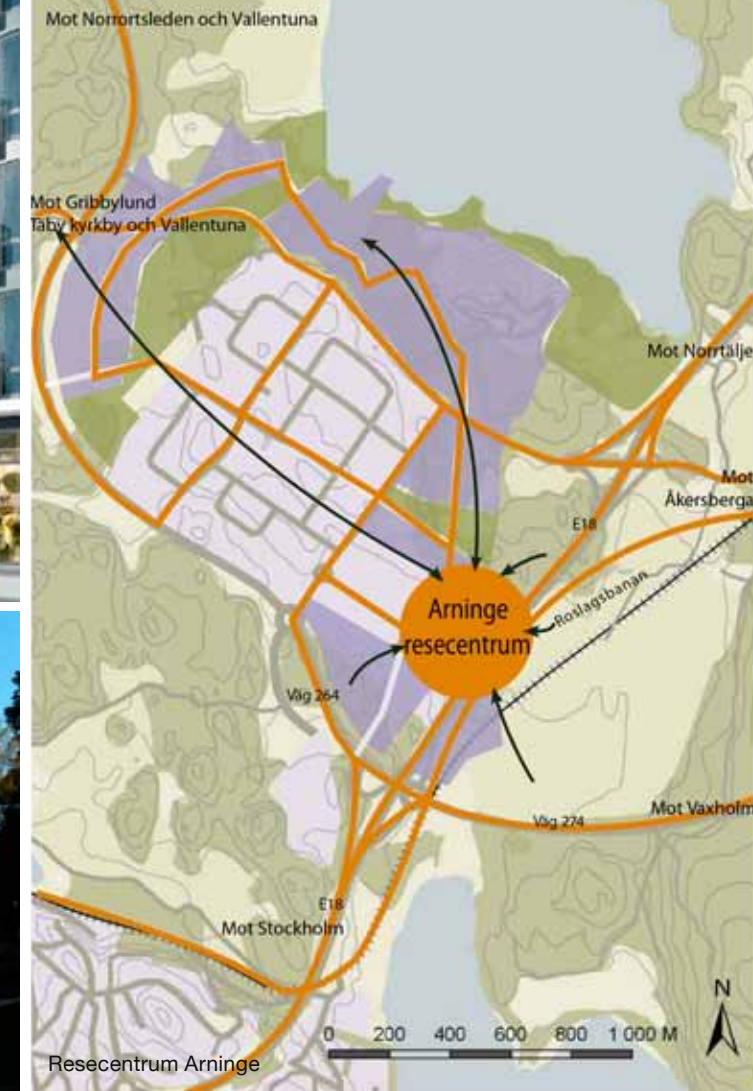 Mot Norrortsleden och Vallentuna
Mot Gribbylund
Täby kyrkby och Vallentuna
Mot Norrtälje
Mot
Åkersberga
E18
Roslagsbanan
Arninge
resecentrum
Väg 264
Mot Vaxholm
Väg 274
E18
Mot Stockholm
N
0 200 400 600 800 1 000 M
Resecentrum Arninge